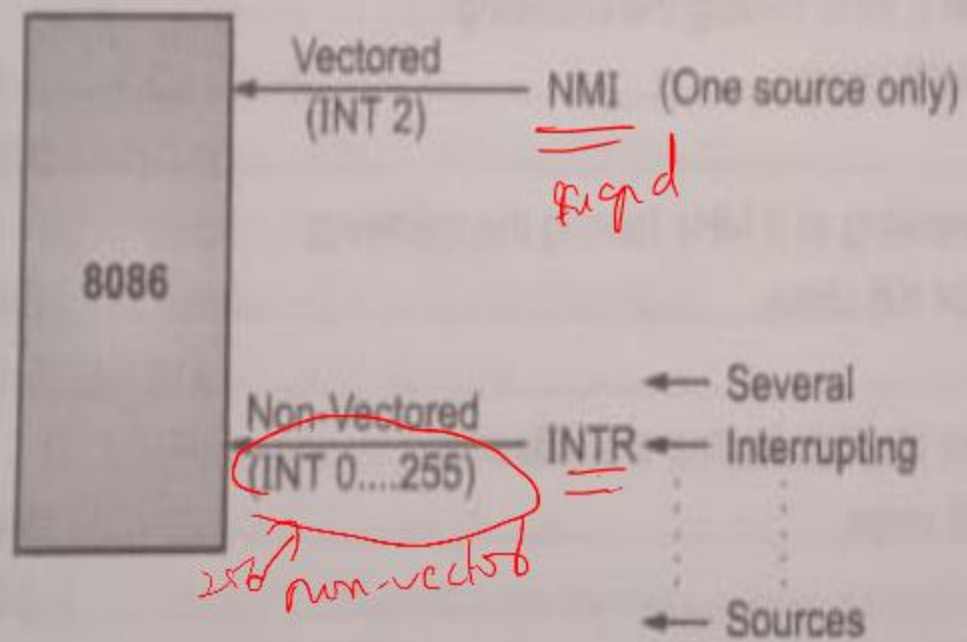 Vectored
(INT 2)
NMI (One source only)
8086
Several
Non-Vectored
INTR
Interrupting
(INT 0....255)
256
non-vector
Sources